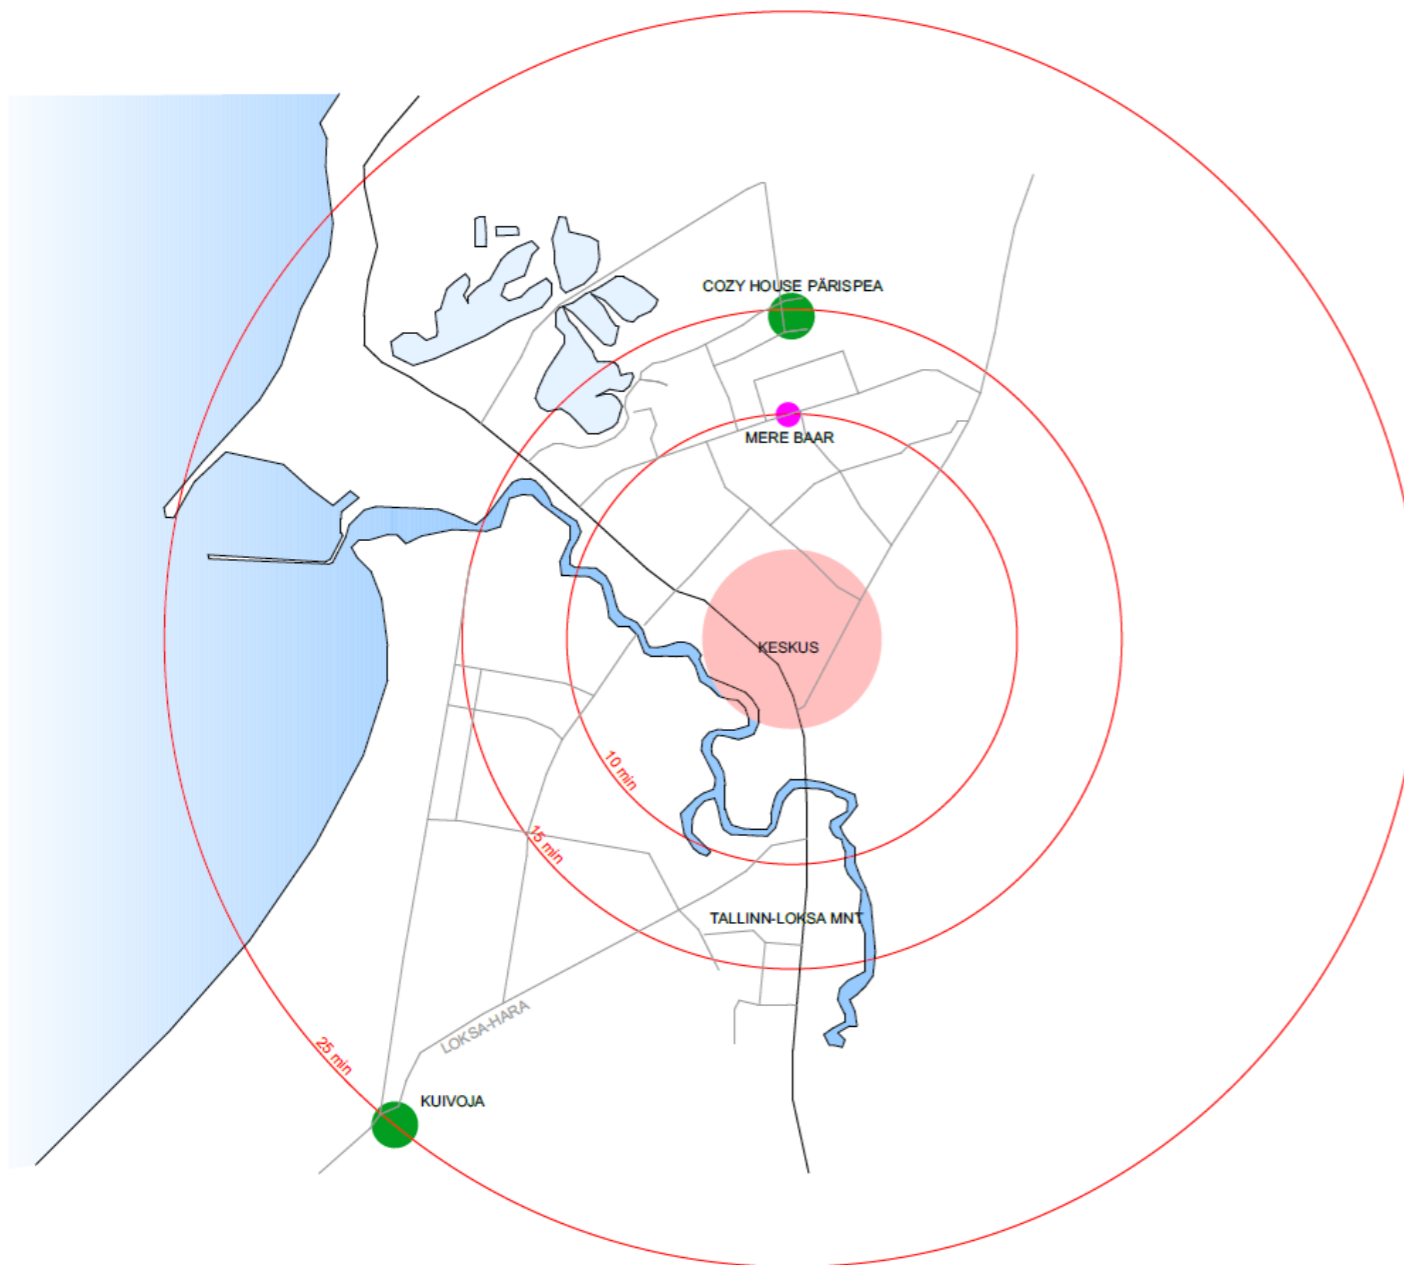 COZY HOUSE PÄRISPEA
MERE BAAR
KESKUS
10 min
15 min
TALLINN-LOKSA MNT
LOKSA-HARA
25 min
KUIVOJA